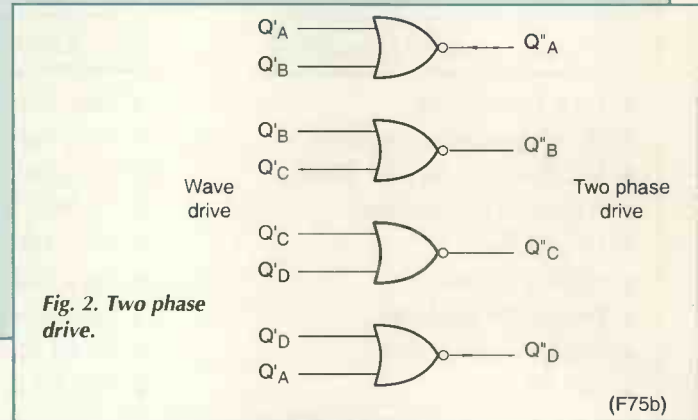 Q'A
Q"A
Q'B
Q'B
Q"B
Q'C
Wave
drive
Two phase
drive
Q'C
Q"C
Q'D
Fig. 2. Two phase
drive.
Q'D
Q"D
Q'A
(F75b)